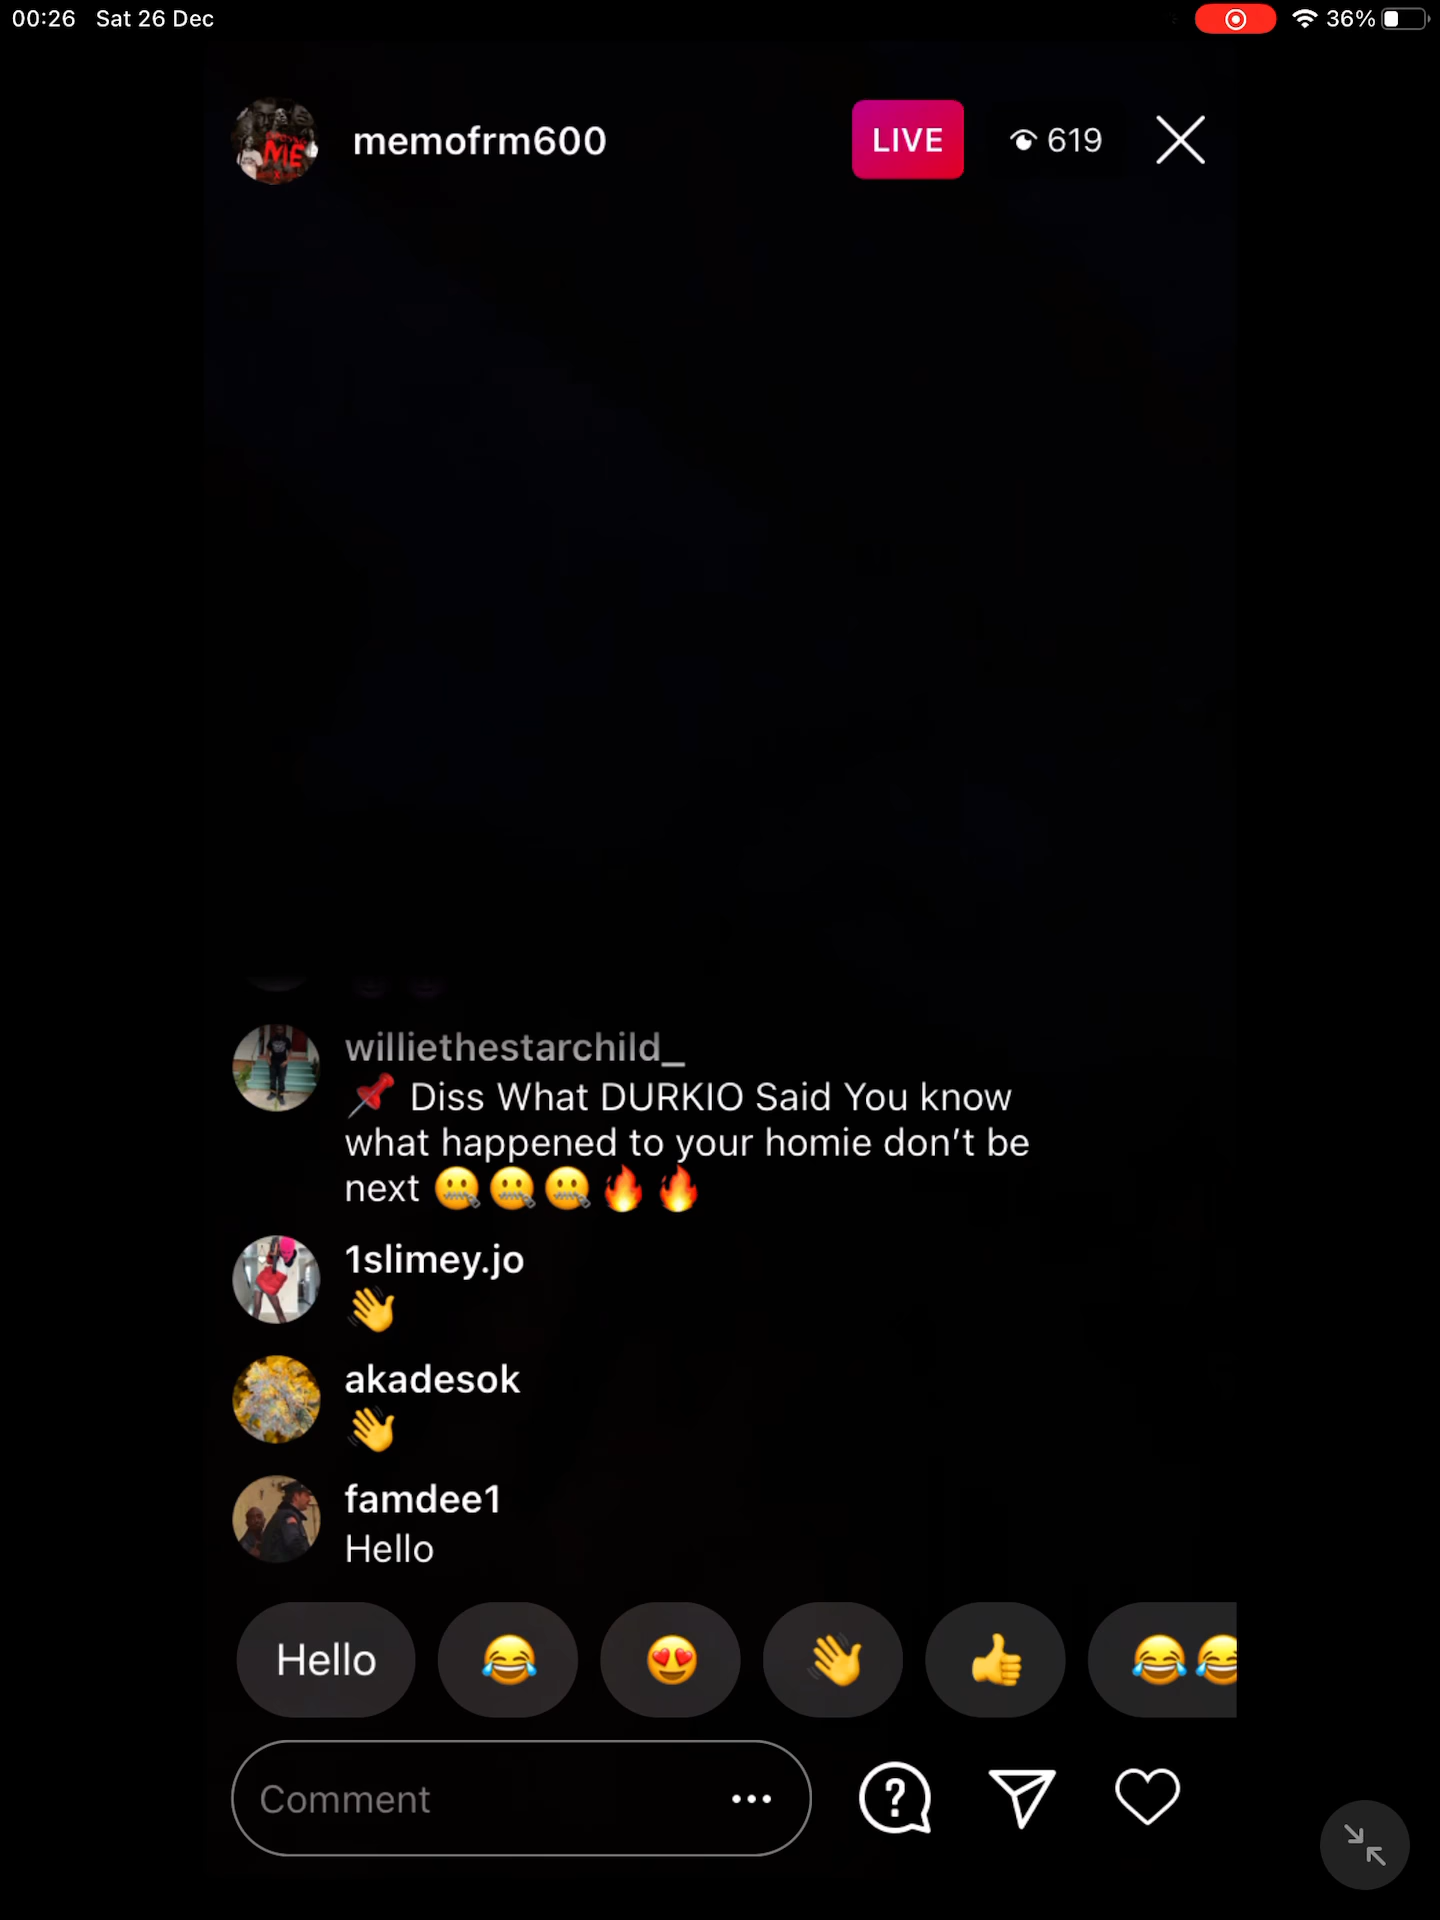 00:26 Sat 26 Dec 36%
memofrm600 LIVE 619
ME
williethestarchild_
📌 Diss What DURKIO Said You know
what happened to your homie don’t be
next 🤐🤐🤐🔥🔥
1slimey.jo
👋
akadesok
👋
famdee1
Hello
Hello 😂 😍 👋 👍 😂😂
Comment